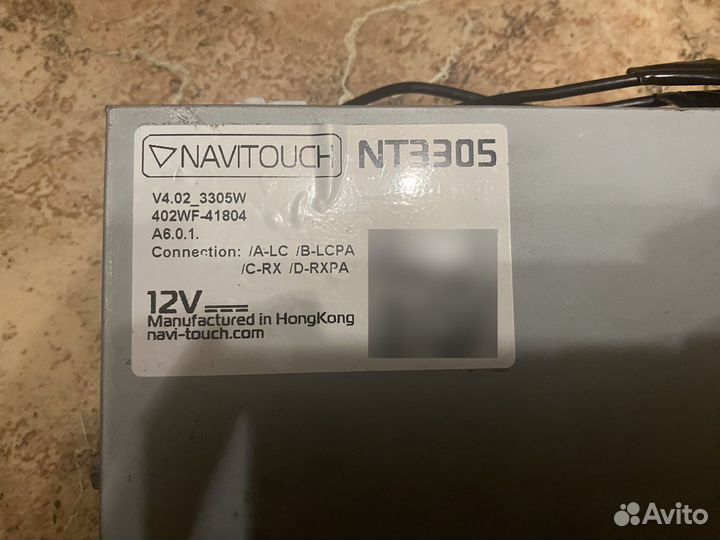 NAVITOUCH NT3305
V4.02_3305W
402WF-41804
A6.0.1.
Connection: /A-LC /B-LCPA
/C-RX /D-RXPA
12V
Manufactured in HongKong
navi-touch.com
Avito